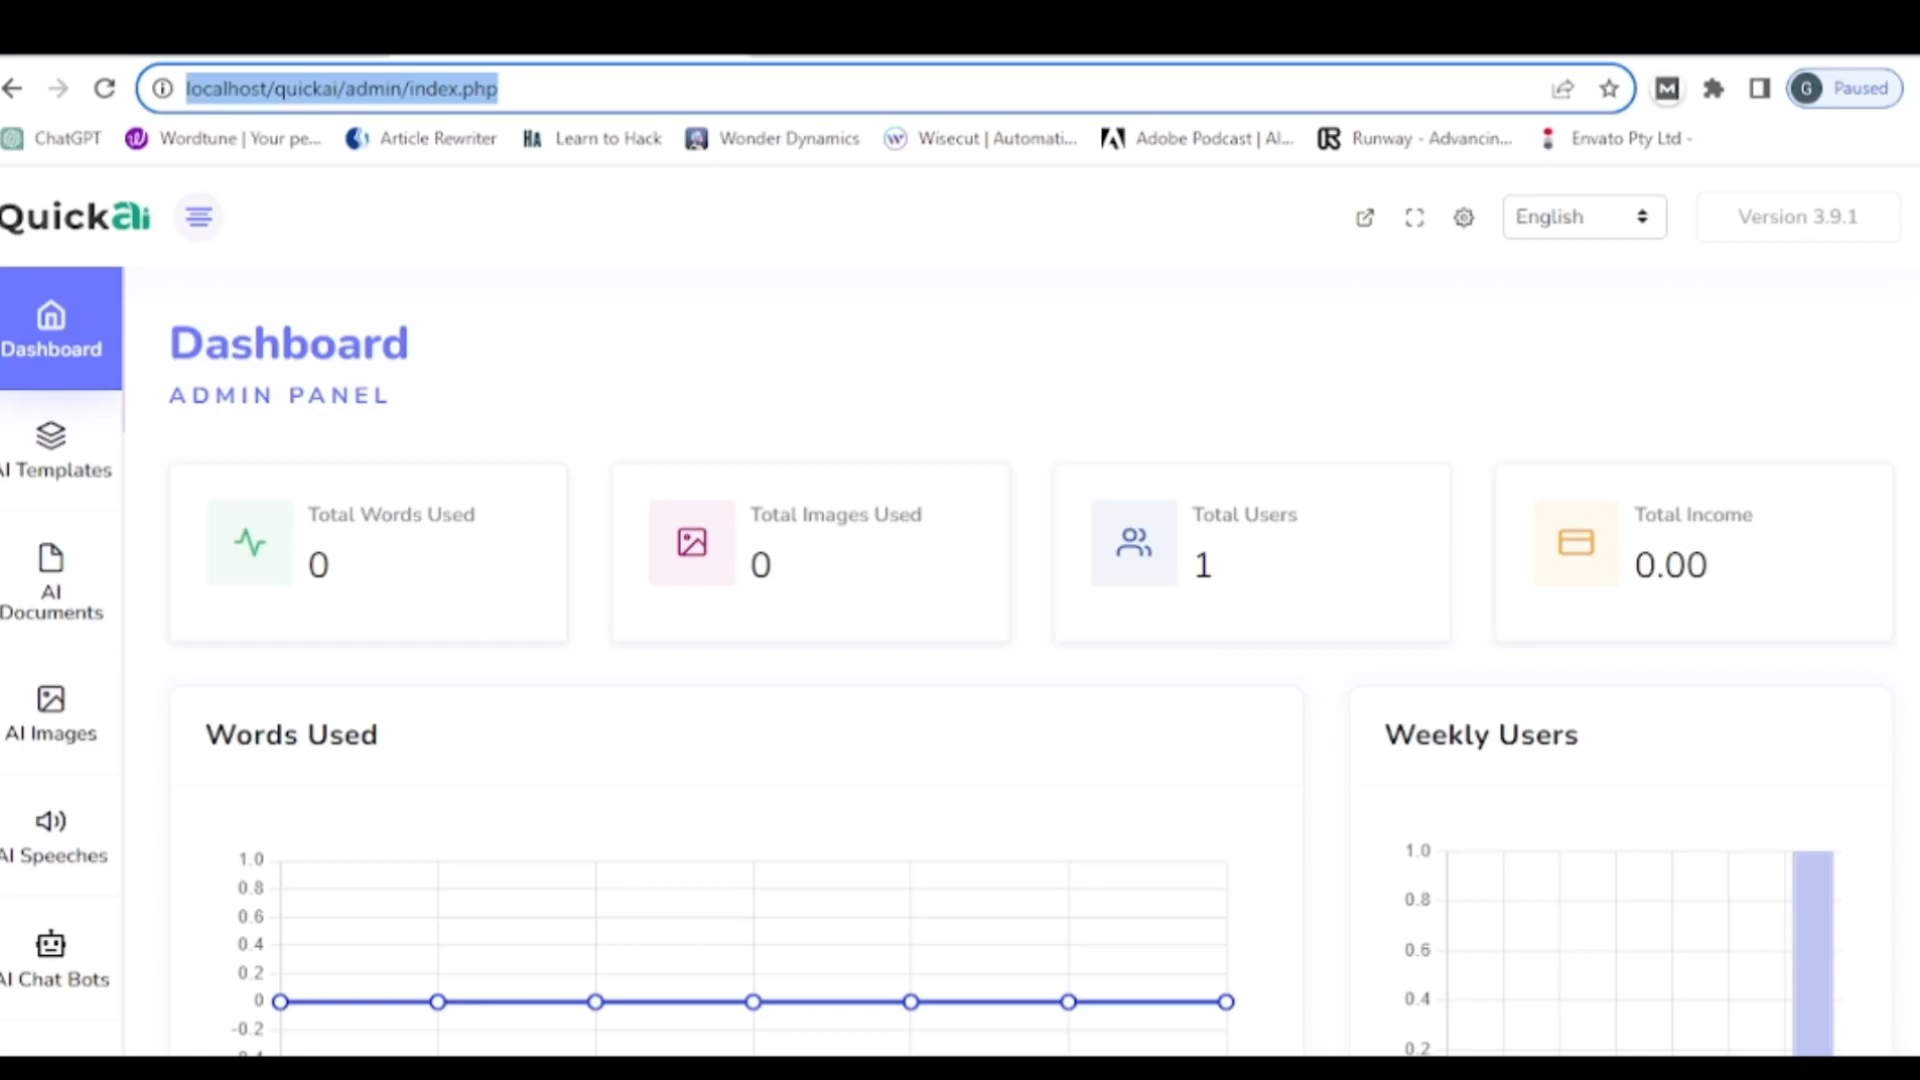 localhost/quickai/admin/index.php
G Paused
ChatGPT
Wordtune | Your pe...
Article Rewriter
HA Learn to Hack
Wonder Dynamics
Wisecut | Automati...
Adobe Podcast | AI...
Runway - Advancin...
Envato Pty Ltd -
Quickai
English
Version 3.9.1
Dashboard
AI Templates
AI
Documents
AI Images
AI Speeches
AI Chat Bots
Dashboard
ADMIN PANEL
Total Words Used
0
Total Images Used
0
Total Users
1
Total Income
0.00
Words Used
1.0
0.8
0.6
0.4
0.2
0
-0.2
Weekly Users
1.0
0.8
0.6
0.4
0.2